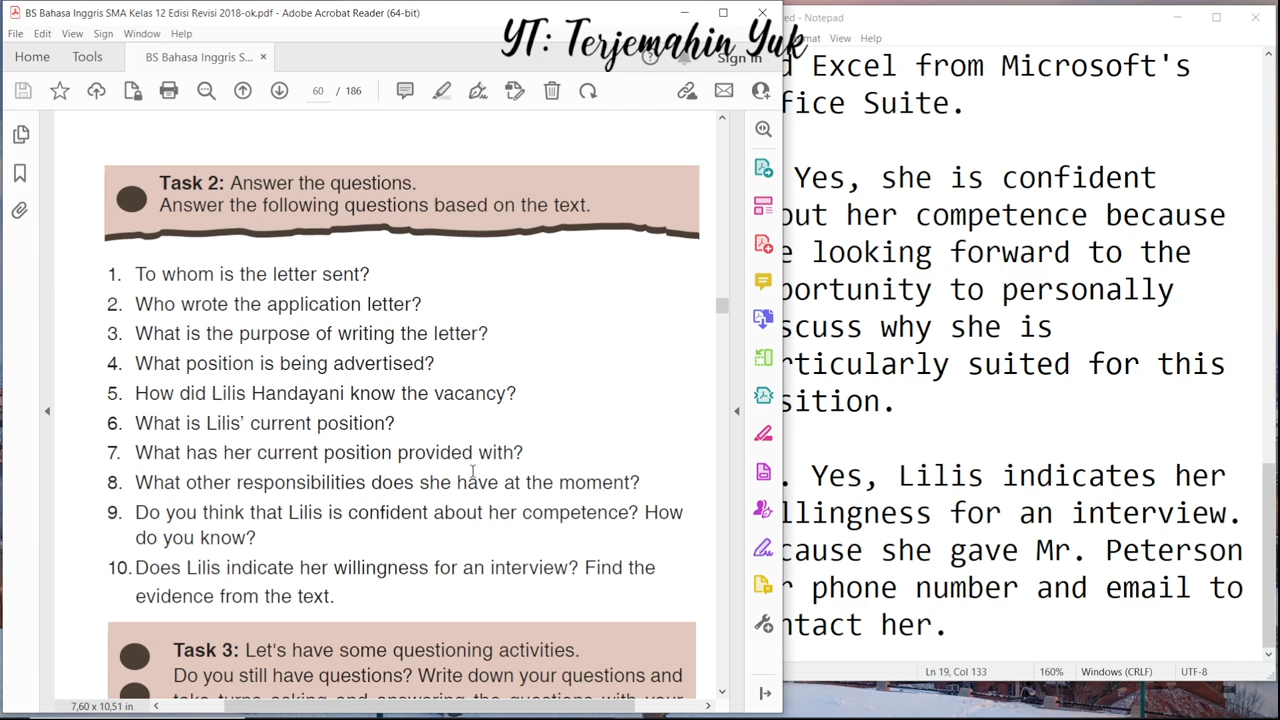 BS Bahasa Inggris SMA Kelas 12 Edisi Revisi 2018-ok.pdf - Adobe Acrobat Reader (64-bit)
File Edit View Sign Window Help
Home Tools BS Bahasa Inggris S... × Sign In
YT: Terjemahin Yuk
60 / 186
Task 2: Answer the questions.
Answer the following questions based on the text.
1. To whom is the letter sent?
2. Who wrote the application letter?
3. What is the purpose of writing the letter?
4. What position is being advertised?
5. How did Lilis Handayani know the vacancy?
6. What is Lilis’ current position?
7. What has her current position provided with?
8. What other responsibilities does she have at the moment?
9. Do you think that Lilis is confident about her competence? How
do you know?
10. Does Lilis indicate her willingness for an interview? Find the
evidence from the text.
Task 3: Let's have some questioning activities.
Do you still have questions? Write down your questions and
7,60 x 10,51 in
ed - Notepad
rmat View Help
d Excel from Microsoft's
fice Suite.
Yes, she is confident
out her competence because
e looking forward to the
portunity to personally
scuss why she is
rticularly suited for this
sition.
. Yes, Lilis indicates her
llingness for an interview.
cause she gave Mr. Peterson
r phone number and email to
ntact her.
Ln 19, Col 133 160% Windows (CRLF) UTF-8